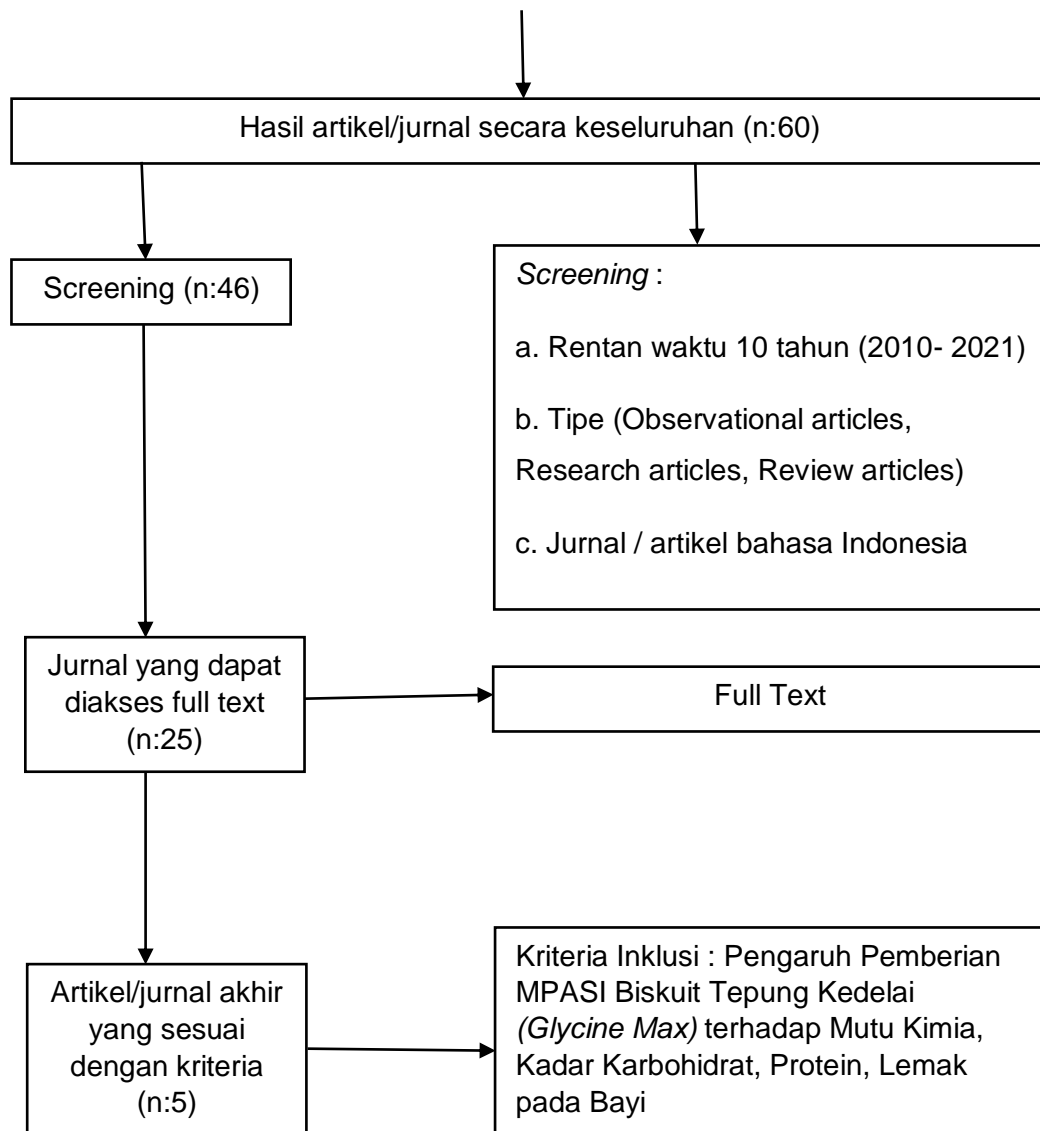 Hasil artikel/jurnal secara keseluruhan (n:60)
Screening (n:46)
Screening :
a. Rentan waktu 10 tahun (2010- 2021)
b. Tipe (Observational articles,
Research articles, Review articles)
c. Jurnal / artikel bahasa Indonesia
Jurnal yang dapat
diakses full text
(n:25)
Full Text
Artikel/jurnal akhir
yang sesuai
dengan kriteria
(n:5)
Kriteria Inklusi : Pengaruh Pemberian
MPASI Biskuit Tepung Kedelai
(Glycine Max) terhadap Mutu Kimia,
Kadar Karbohidrat, Protein, Lemak
pada Bayi